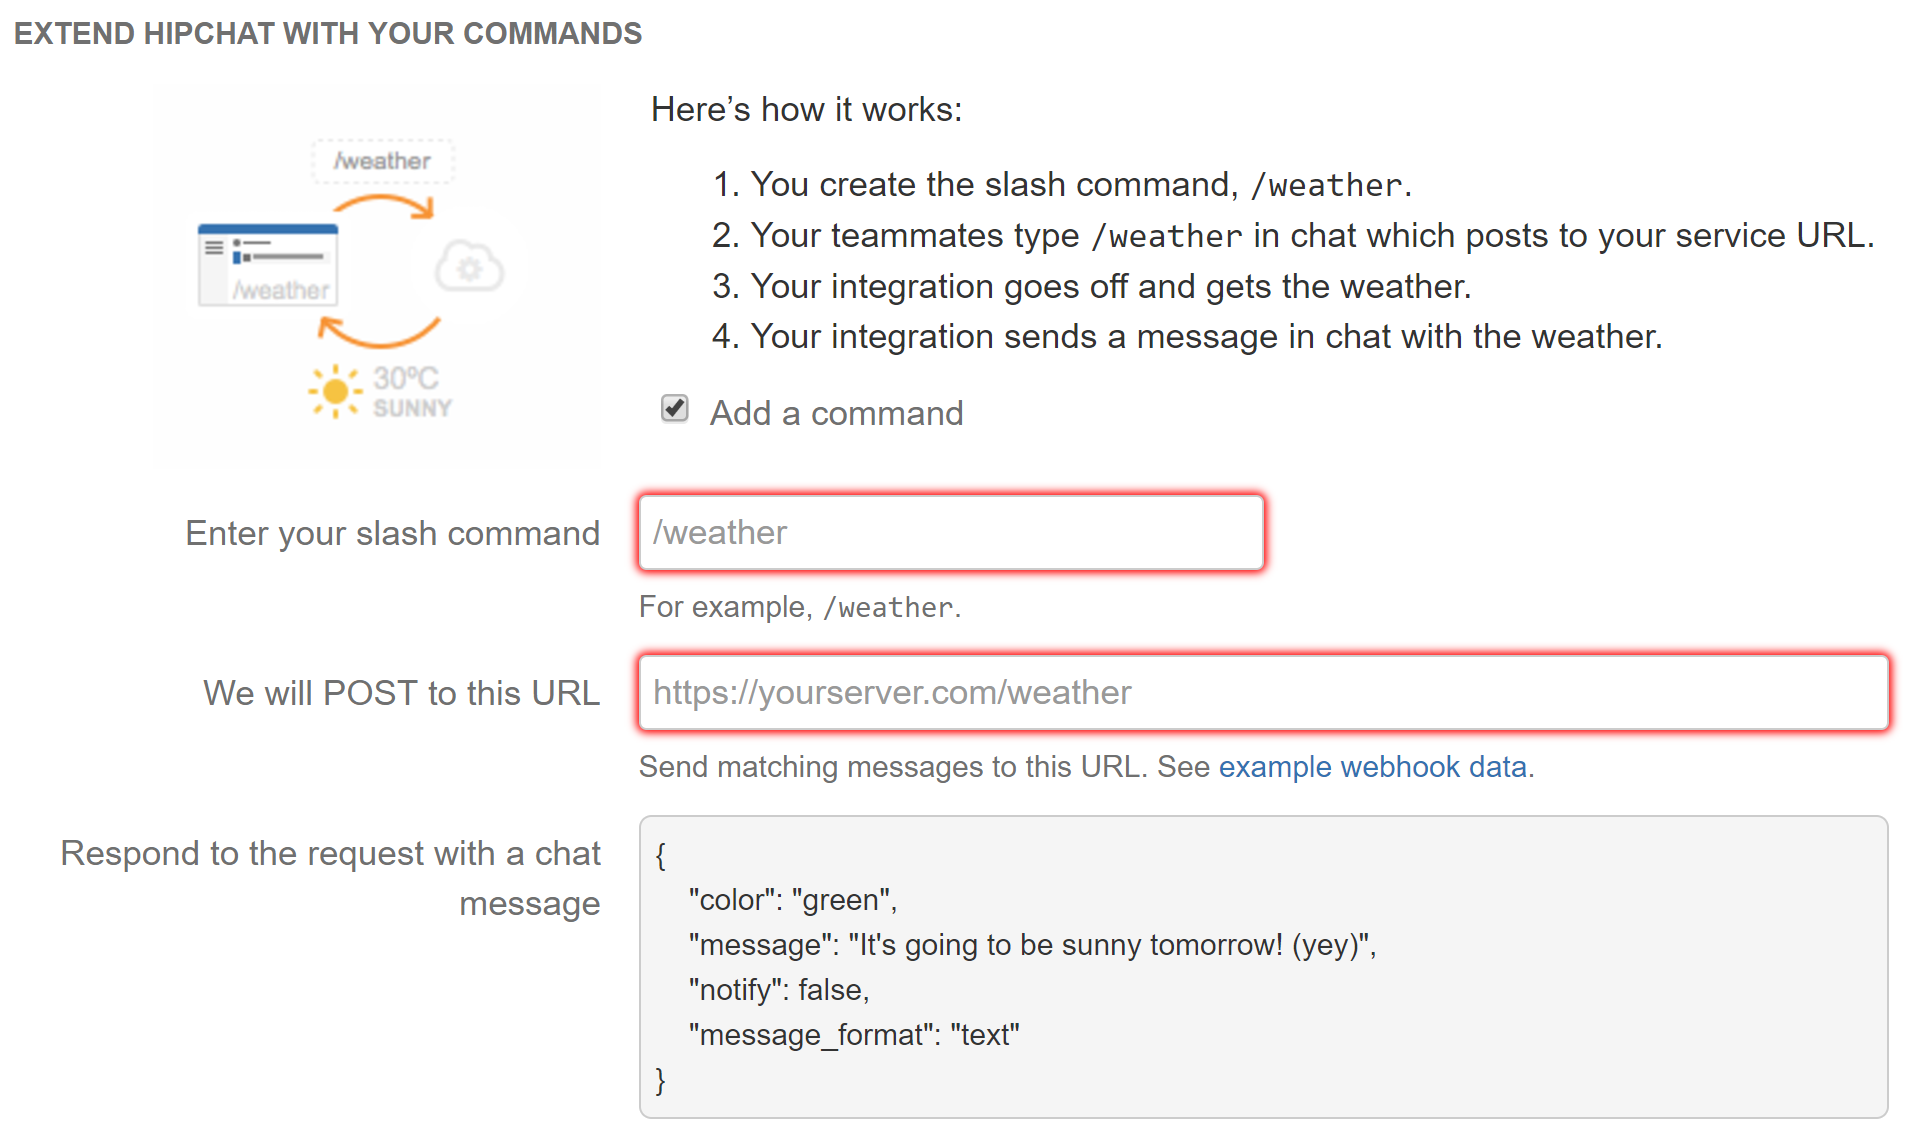 EXTEND HIPCHAT WITH YOUR COMMANDS
/weather
/weather
30ºC
SUNNY
Here’s how it works:
1. You create the slash command, /weather.
2. Your teammates type /weather in chat which posts to your service URL.
3. Your integration goes off and gets the weather.
4. Your integration sends a message in chat with the weather.
Add a command
Enter your slash command
/weather
For example, /weather.
We will POST to this URL
https://yourserver.com/weather
Send matching messages to this URL. See example webhook data.
Respond to the request with a chat
message
{
"color": "green",
"message": "It's going to be sunny tomorrow! (yey)",
"notify": false,
"message_format": "text"
}